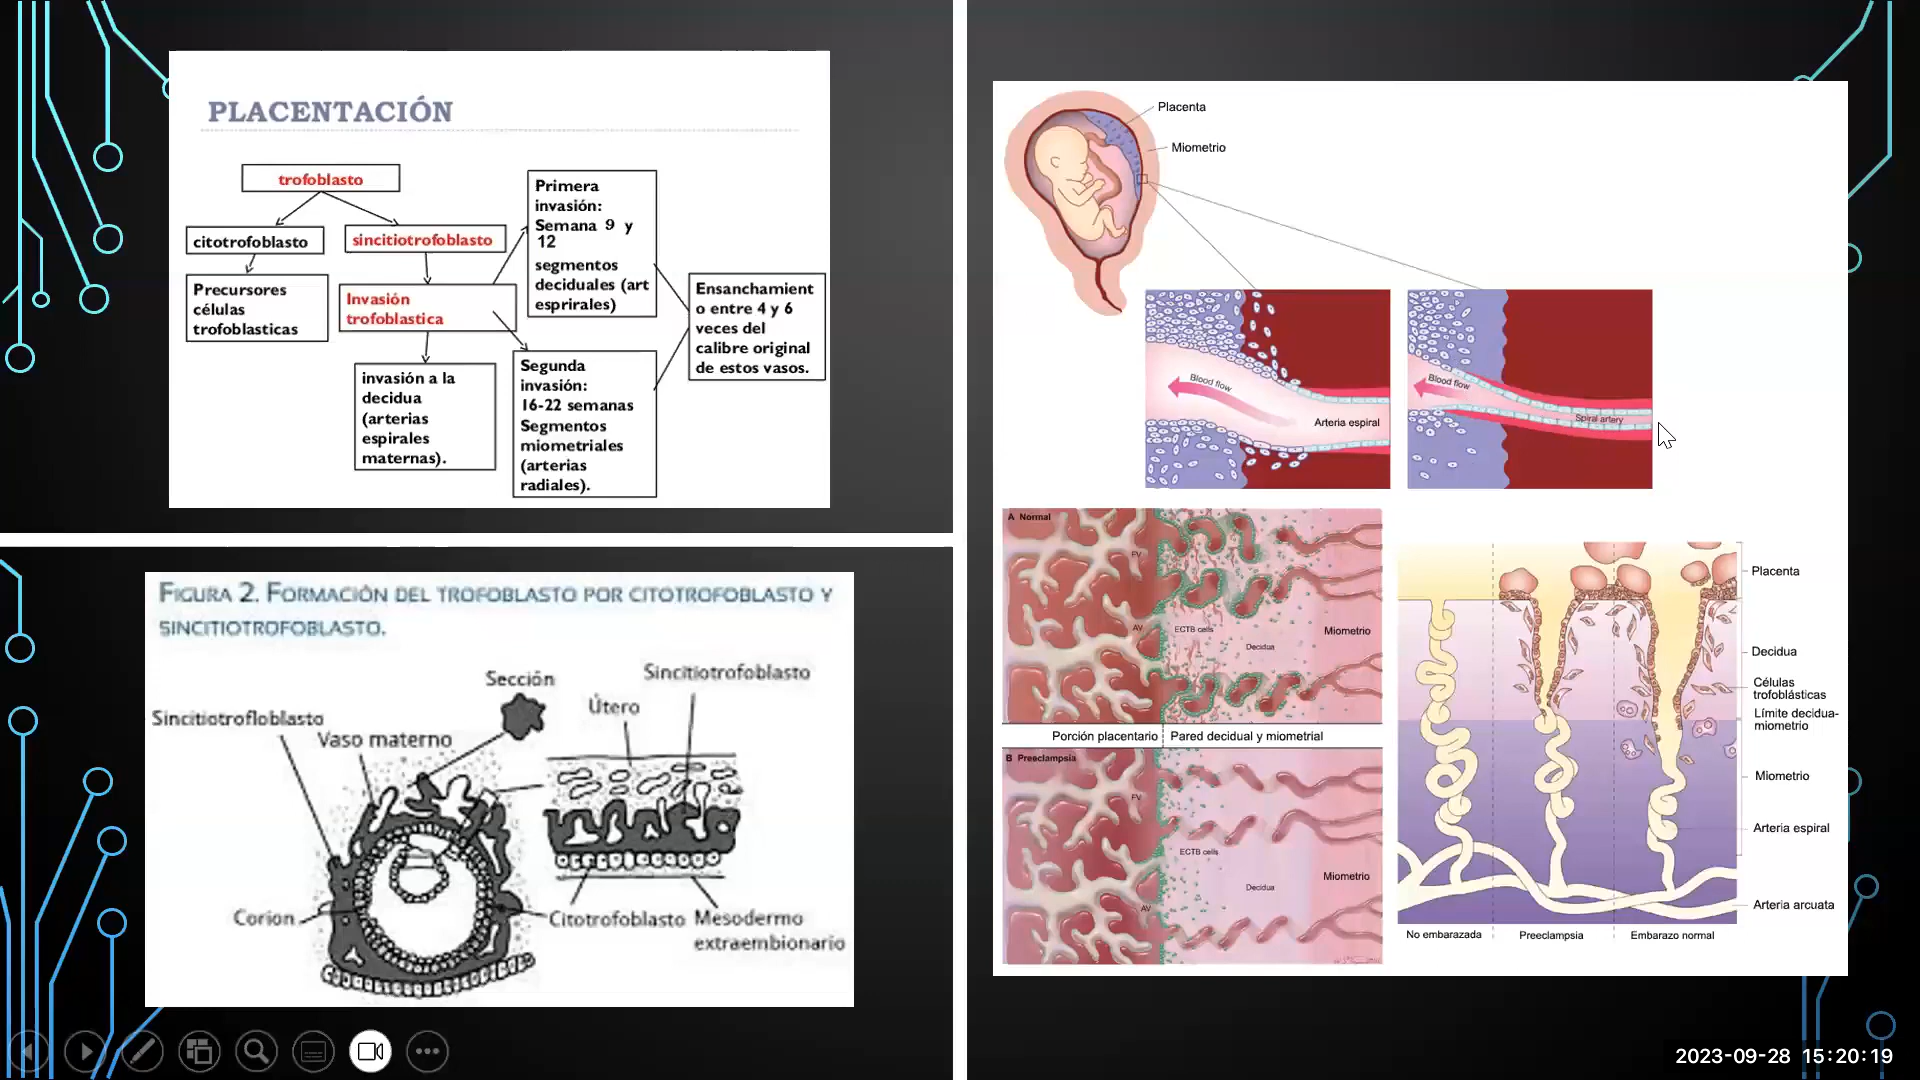 PLACENTACIÓN
trofoblasto
citotrofoblasto
sincitiotrofoblasto
Precursores
células
trofoblasticas
Invasión
trofoblastica
invasión a la
decidua
(arterias
espirales
maternas).
Primera
invasión:
Semana 9 y
12
segmentos
deciduales (art
esprirales)
Segunda
invasión:
16-22 semanas
Segmentos
miometriales
(arterias
radiales).
Ensanchamient
o entre 4 y 6
veces del
calibre original
de estos vasos.
FIGURA 2. FORMACIÓN DEL TROFOBLASTO POR CITOTROFOBLASTO Y
SINCITIOTROFOBLASTO.
Sección
Sincitiotrofoblasto
Útero
Sincitiotrofloblasto
Vaso materno
Corion
Citotrofoblasto
Mesodermo
extraembionario
Placenta
Miometrio
Blood flow
Arteria espiral
Blood flow
Spiral artery
A Normal
FV
AV
ECTB cells
Decidua
Miometrio
Porción placentario
Pared decidual y miometrial
B Preeclampsia
FV
ECTB cells
Decidua
Miometrio
AV
Placenta
Decidua
Células
trofoblásticas
Límite decidua-
miometrio
Miometrio
Arteria espiral
Arteria arcuata
No embarazada
Preeclampsia
Embarazo normal
2023-09-28 15:20:19